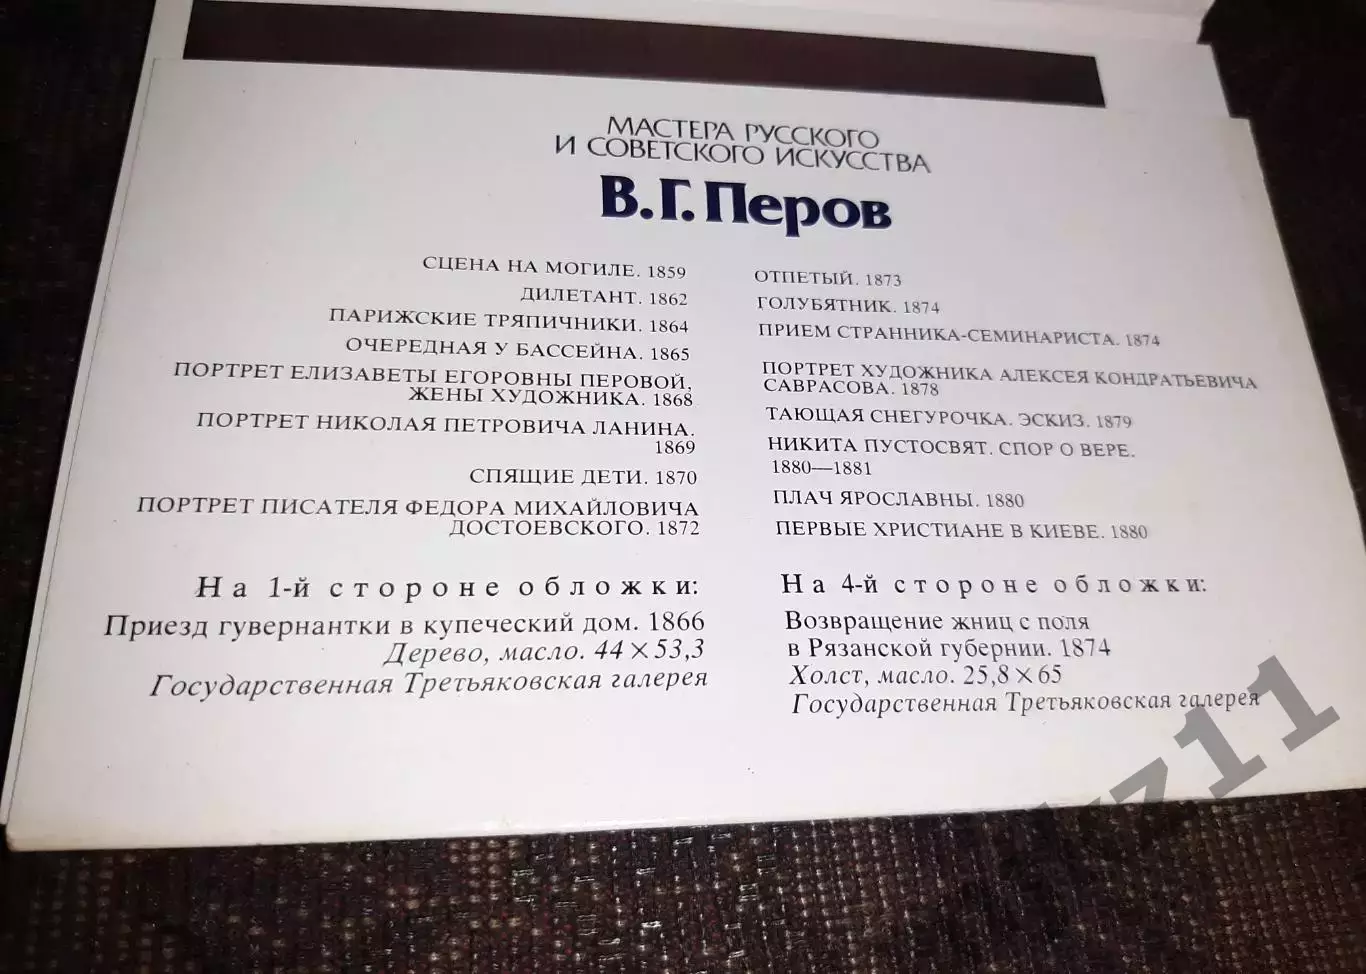 МАСТЕРА РУССКОГО
И СОВЕТСКОГО ИСКУССТВА
В.Г.Перов
СЦЕНА НА МОГИЛЕ. 1859
ДИЛЕТАНТ. 1862
ПАРИЖСКИЕ ТРЯПИЧНИКИ. 1864
ОЧЕРЕДНАЯ У БАССЕЙНА. 1865
ПОРТРЕТ ЕЛИЗАВЕТЫ ЕГОРОВНЫ ПЕРОВОЙ,
ЖЕНЫ ХУДОЖНИКА. 1868
ПОРТРЕТ НИКОЛАЯ ПЕТРОВИЧА ЛАНИНА.
1869
СПЯЩИЕ ДЕТИ. 1870
ПОРТРЕТ ПИСАТЕЛЯ ФЕДОРА МИХАЙЛОВИЧА
ДОСТОЕВСКОГО. 1872
На 1-й стороне обложки:
Приезд гувернантки в купеческий дом. 1866
Дерево, масло. 44×53,3
Государственная Третьяковская галерея
ОТПЕТЫЙ. 1873
ГОЛУБЯТНИК. 1874
ПРИЕМ СТРАННИКА-СЕМИНАРИСТА. 1874
ПОРТРЕТ ХУДОЖНИКА АЛЕКСЕЯ КОНДРАТЬЕВИЧА
САВРАСОВА. 1878
ТАЮЩАЯ СНЕГУРОЧКА. ЭСКИЗ. 1879
НИКИТА ПУСТОСВЯТ. СПОР О ВЕРЕ.
1880—1881
ПЛАЧ ЯРОСЛАВНЫ. 1880
ПЕРВЫЕ ХРИСТИАНЕ В КИЕВЕ. 1880
На 4-й стороне обложки:
Возвращение жниц с поля
в Рязанской губернии. 1874
Холст, масло. 25,8×65
Государственная Третьяковская галерея